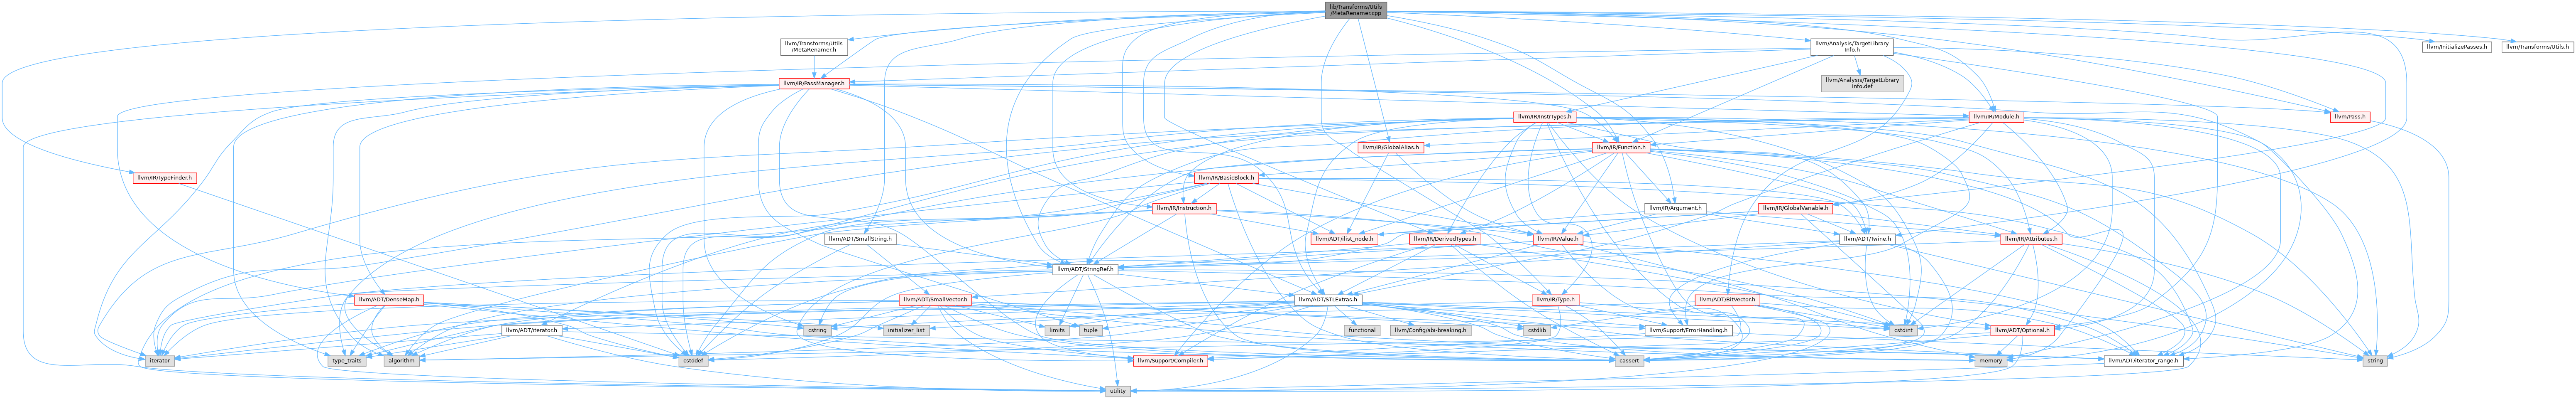 lib/Transforms/Utils
/MetaRenamer.cpp
llvm/Transforms/Utils
/MetaRenamer.h
llvm/Analysis/TargetLibrary
Info.h
llvm/InitializePasses.h
llvm/Transforms/Utils.h
llvm/IR/PassManager.h
llvm/Analysis/TargetLibrary
Info.def
llvm/IR/InstrTypes.h
llvm/IR/Module.h
llvm/Pass.h
llvm/IR/GlobalAlias.h
llvm/IR/Function.h
llvm/IR/TypeFinder.h
llvm/IR/BasicBlock.h
llvm/IR/Instruction.h
llvm/IR/Argument.h
llvm/IR/GlobalVariable.h
llvm/ADT/SmallString.h
llvm/ADT/ilist_node.h
llvm/IR/DerivedTypes.h
llvm/IR/Value.h
llvm/ADT/Twine.h
llvm/IR/Attributes.h
llvm/ADT/StringRef.h
llvm/ADT/DenseMap.h
llvm/ADT/SmallVector.h
llvm/ADT/STLExtras.h
llvm/IR/Type.h
llvm/ADT/BitVector.h
llvm/ADT/iterator.h
cstring
initializer_list
limits
tuple
functional
llvm/Config/abi-breaking.h
cstdlib
llvm/Support/ErrorHandling.h
cstdint
llvm/ADT/Optional.h
iterator
type_traits
algorithm
cstddef
llvm/Support/Compiler.h
cassert
memory
llvm/ADT/iterator_range.h
string
utility